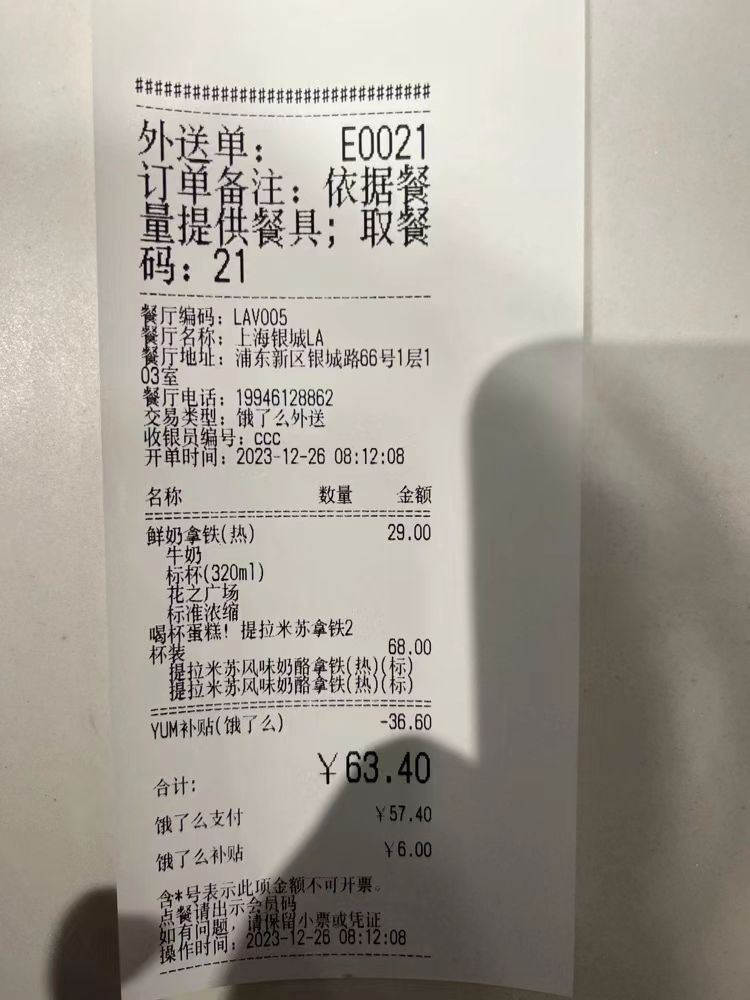 ##############################
外送单: E0021
订单备注: 依据餐
量提供餐具; 取餐
码: 21
餐厅编码: LAV005
餐厅名称: 上海银城LA
餐厅地址: 浦东新区银城路66号1层1
03室
餐厅电话: 19946128862
交易类型: 饿了么外送
收银员编号: ccc
开单时间: 2023-12-26 08:12:08
名称 数量 金额
鲜奶拿铁(热) 29.00
牛奶
标杯(320ml)
花之广场
标准浓缩
喝杯蛋糕! 提拉米苏拿铁2
杯装 68.00
提拉米苏风味奶酪拿铁(热)(标)
提拉米苏风味奶酪拿铁(热)(标)
YUM补贴(饿了么) -36.60
合计: ¥63.40
饿了么支付 ¥57.40
饿了么补贴 ¥6.00
含*号表示此项金额不可开票。
点餐请出示会员码
如有问题, 请保留小票或凭证
操作时间: 2023-12-26 08:12:08